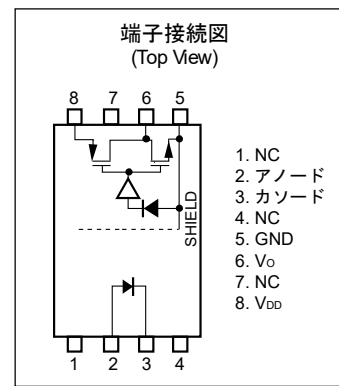 端子接続図
(Top View)
8 7 6 5
SHIELD
1 2 3 4
1. NC
2. アノード
3. カソード
4. NC
5. GND
6. Vo
7. NC
8. VDD